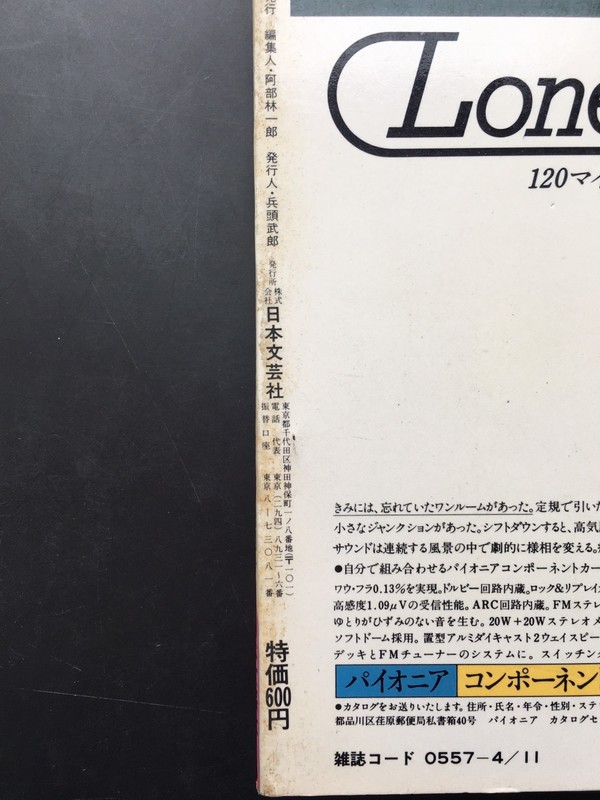 発行 編集人・阿部林一郎 発行人・兵頭武郎
発行所
株式
会社
日本文芸社
東京都千代田区神田神保町一ノ八番地(〒一〇一)
電話 代表 東京(二九四)八九三一〜六番
振替口座 東京八ー七三〇八一番
特価600円
Lone
120マイ
きみには、忘れていたワンルームがあった。定規で引いた
小さなジャンクションがあった。シフトダウンすると、高気
サウンドは連続する風景の中で劇的に様相を変える。
●自分で組み合わせるパイオニアコンポーネントカー
ワウ・フラ0.13%を実現。ドルビー回路内蔵。ロック&リプレイ
高感度1.09μVの受信性能。ARC回路内蔵。FMステレ
ゆとりがひずみのない音を生む。20W+20Wステレオメ
ソフトドーム採用。置型アルミダイキャスト2ウェイスピー
デッキとFMチューナーのシステムに。スイッチン
パイオニア コンポーネン
●カタログをお送りいたします。住所・氏名・年令・性別・ステ
都品川区荏原郵便局私書箱40号 パイオニア カタログセ
雑誌コード 0557-4/11